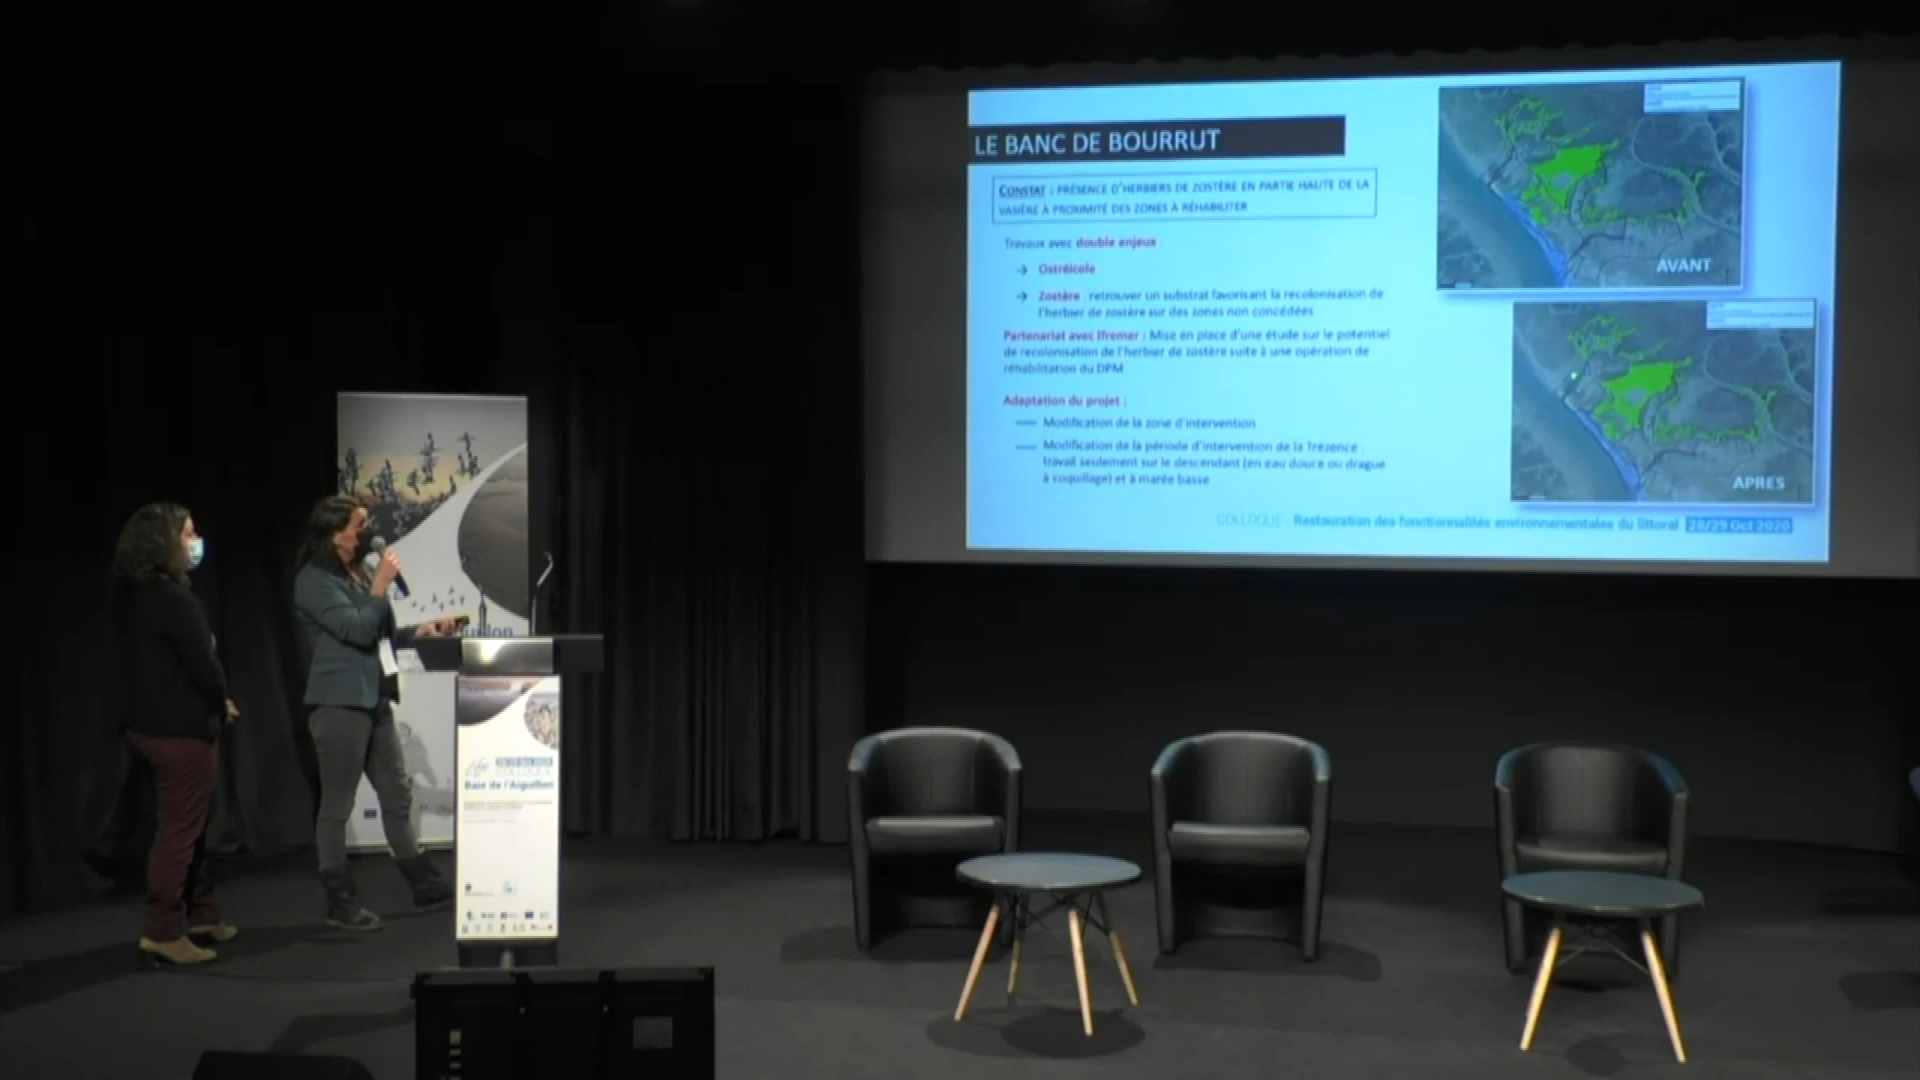 LE BANC DE BOURRUT
CONSTAT : PRÉSENCE D'HERBIERS DE ZOSTÈRE EN PARTIE HAUTE DE LA
VASIÈRE À PROXIMITÉ DES ZONES À RÉHABILITER
Travaux avec double enjeux :
→ Ostréicole
→ Zostère : retrouver un substrat favorisant la recolonisation de
l'herbier de zostère sur des zones non concédées
Partenariat avec Ifremer : Mise en place d'une étude sur le potentiel
de recolonisation de l'herbier de zostère suite à une opération de
réhabilitation du DPM
Adaptation du projet :
Modification de la zone d'intervention
Modification de la période d'intervention de la Trézence :
travail seulement sur le descendant (en eau douce ou drague
à coquillage) et à marée basse
AVANT
APRES
COLLOQUE - Restauration des fonctionnalités environnementales du littoral 28/29 Oct 2020
COLLOQUE
Baie de l'Aiguillon